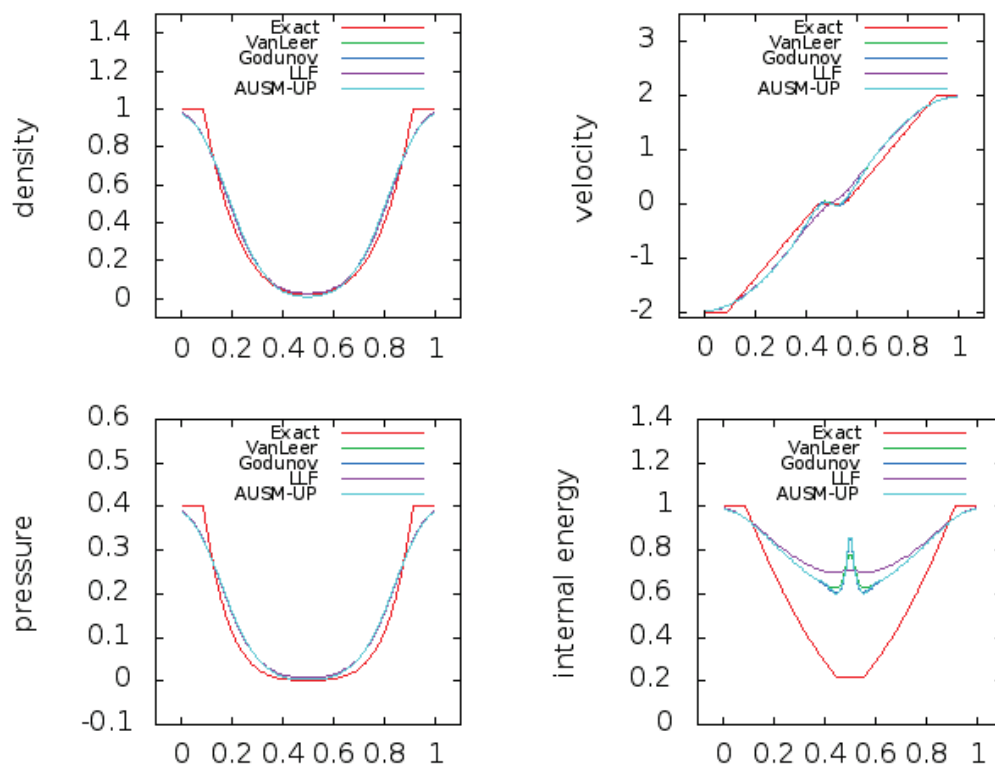 1.4
1.2
1
0.8
0.6
0.4
0.2
0
density
Exact
VanLeer
Godunov
LLF
AUSM-UP
0 0.2 0.4 0.6 0.8 1
3
2
1
0
-1
-2
velocity
Exact
VanLeer
Godunov
LLF
AUSM-UP
0 0.2 0.4 0.6 0.8 1
0.6
0.5
0.4
0.3
0.2
0.1
0
-0.1
pressure
Exact
VanLeer
Godunov
LLF
AUSM-UP
0 0.2 0.4 0.6 0.8 1
1.4
1.2
1
0.8
0.6
0.4
0.2
0
internal energy
Exact
VanLeer
Godunov
LLF
AUSM-UP
0 0.2 0.4 0.6 0.8 1